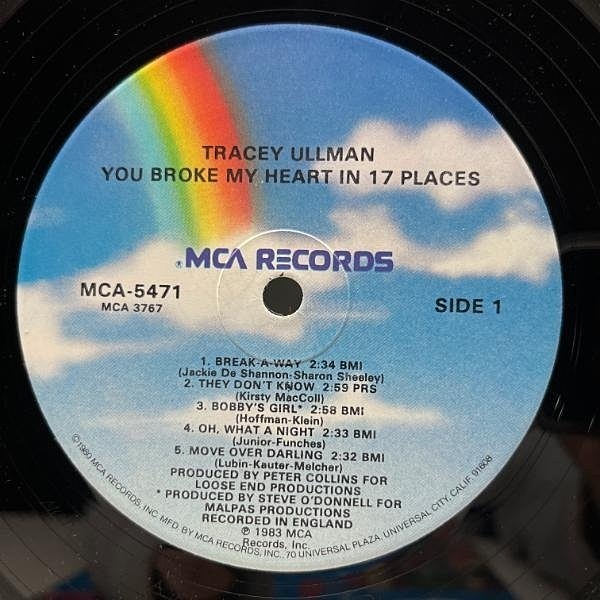 TRACEY ULLMAN
YOU BROKE MY HEART IN 17 PLACES
®MCA RECORDS
MCA-5471
MCA 3767
SIDE 1
1. BREAK-A-WAY 2:34 BMI
(Jackie De Shannon-Sharon Sheeley)
2. THEY DON'T KNOW 2:59 PRS
(Kirsty MacColl)
3. BOBBY'S GIRL* 2:58 BMI
(Hoffman-Klein)
4. OH, WHAT A NIGHT 2:33 BMI
(Junior-Funches)
5. MOVE OVER DARLING 2:32 BMI
(Lubin-Kauter-Melcher)
PRODUCED BY PETER COLLINS FOR
LOOSE END PRODUCTIONS
* PRODUCED BY STEVE O'DONNELL FOR
MALPAS PRODUCTIONS
RECORDED IN ENGLAND
℗ 1983 MCA
Records, Inc.
©1980 MCA RECORDS, INC. MFD. BY MCA RECORDS, INC., 70 UNIVERSAL CITY PLAZA, UNIVERSAL CITY, CALIF. 91608